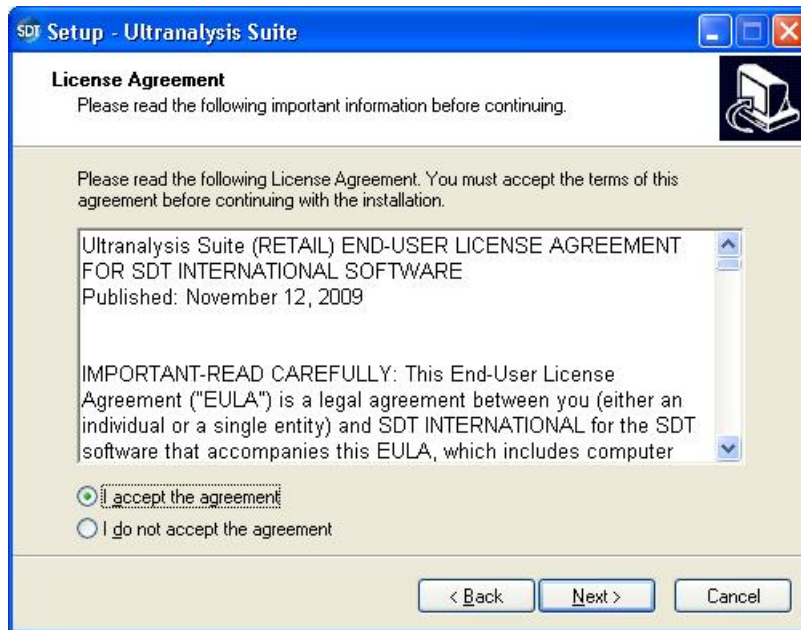 SDT Setup - Ultranalysis Suite
License Agreement
Please read the following important information before continuing.
Please read the following License Agreement. You must accept the terms of this
agreement before continuing with the installation.
Ultranalysis Suite (RETAIL) END-USER LICENSE AGREEMENT
FOR SDT INTERNATIONAL SOFTWARE
Published: November 12, 2009
IMPORTANT-READ CAREFULLY: This End-User License
Agreement ("EULA") is a legal agreement between you (either an
individual or a single entity) and SDT INTERNATIONAL for the SDT
software that accompanies this EULA, which includes computer
I accept the agreement
I do not accept the agreement
< Back Next > Cancel